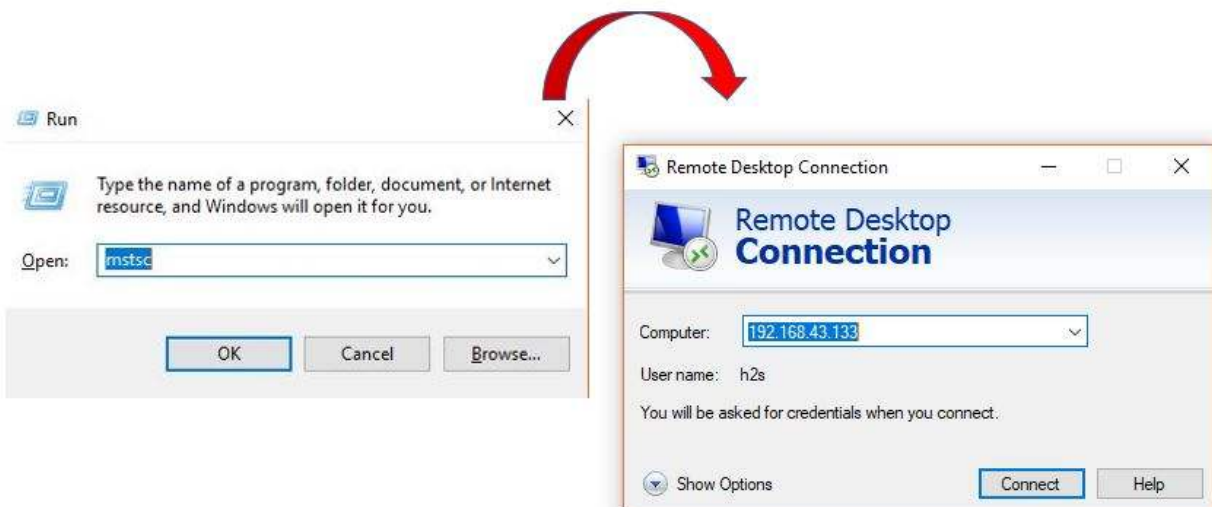 Run
Type the name of a program, folder, document, or Internet
resource, and Windows will open it for you.
Open: mstsc
OK Cancel Browse...
Remote Desktop Connection
Remote Desktop
Connection
Computer: 192.168.43.133
User name: h2s
You will be asked for credentials when you connect.
Show Options Connect Help